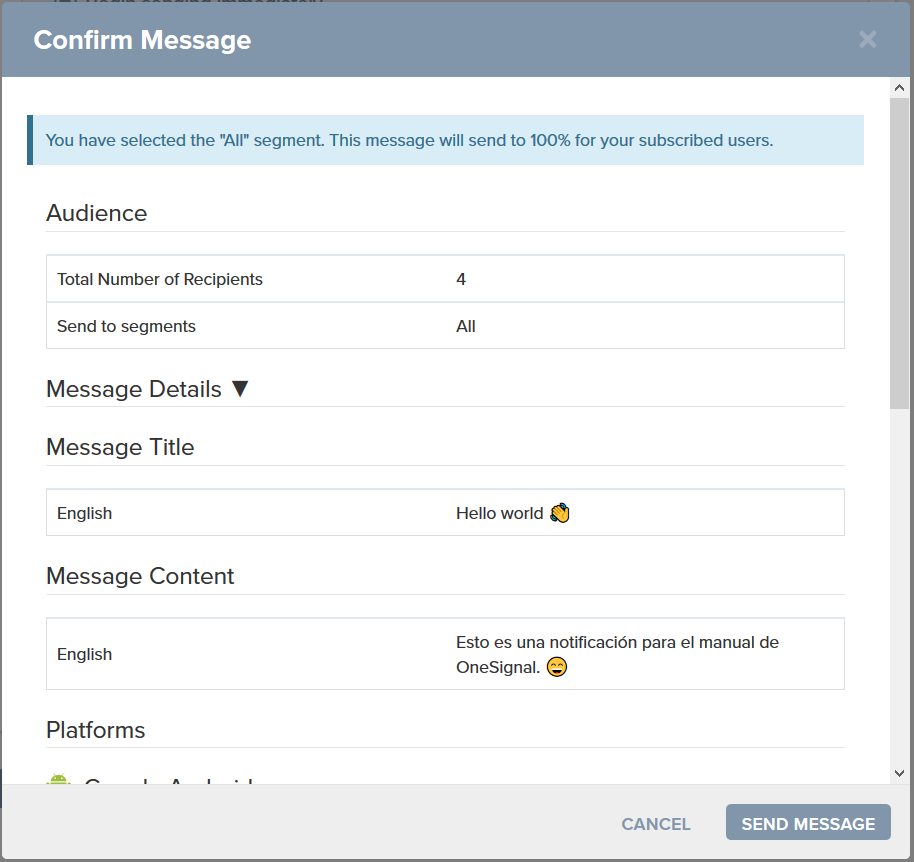 Confirm Message
You have selected the "All" segment. This message will send to 100% for your subscribed users.
Audience
Total Number of Recipients 4
Send to segments All
Message Details ▼
Message Title
English Hello world 👋
Message Content
English Esto es una notificación para el manual de
OneSignal. 😄
Platforms
CANCEL SEND MESSAGE